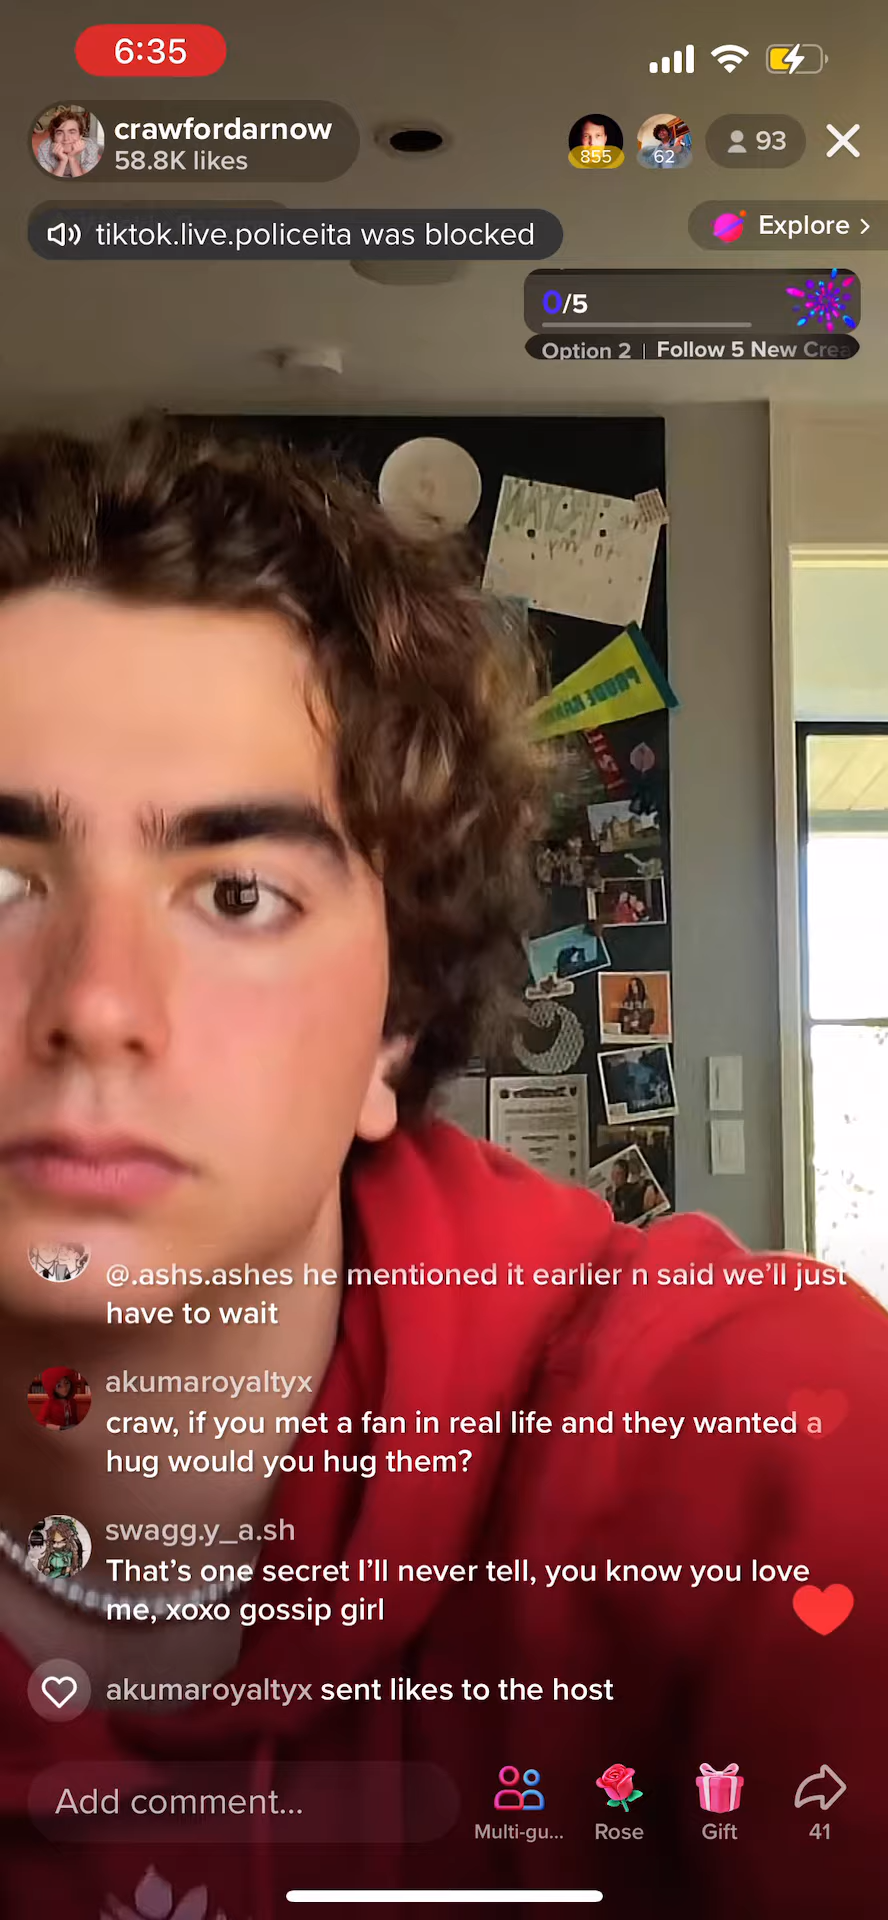 6:35
crawfordarnow
58.8K likes
855
62
93
tiktok.live.policeita was blocked
Explore >
0/5
Option 2 | Follow 5 New Crea
@.ashs.ashes he mentioned it earlier n said we'll just
have to wait
akumaroyaltyx
craw, if you met a fan in real life and they wanted a
hug would you hug them?
swagg.y_a.sh
That's one secret I'll never tell, you know you love
me, xoxo gossip girl
akumaroyaltyx sent likes to the host
Add comment...
Multi-gu...
Rose
Gift
41